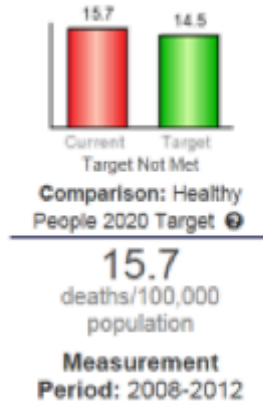 15.7 14.5
Current Target
Target Not Met
Comparison: Healthy
People 2020 Target ?
15.7
deaths/100,000
population
Measurement
Period: 2008-2012